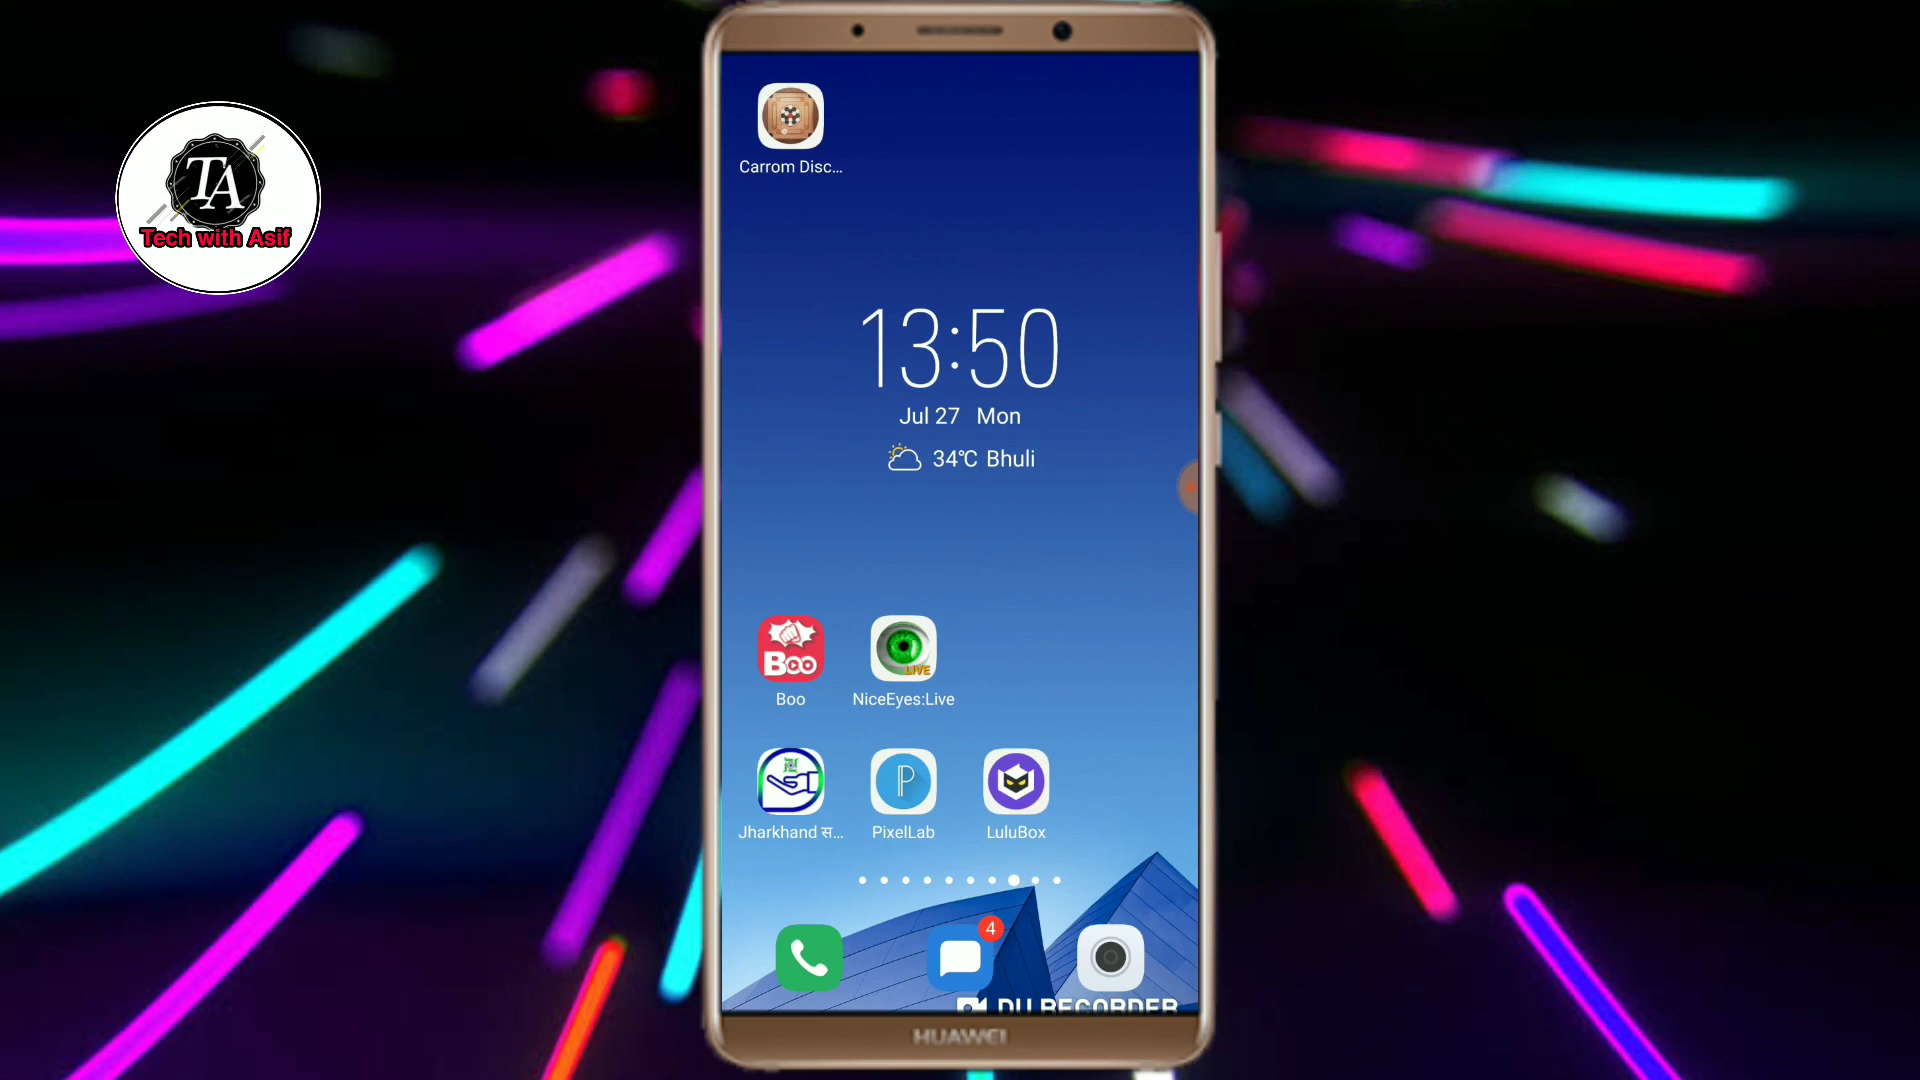 TA
Tech with Asif
Carrom Disc...
13:50
Jul 27 Mon
34°C Bhuli
Boo
LIVE
Boo
NiceEyes:Live
P
Jharkhand स...
PixelLab
LuluBox
4
DU RECORDER
HUAWEI